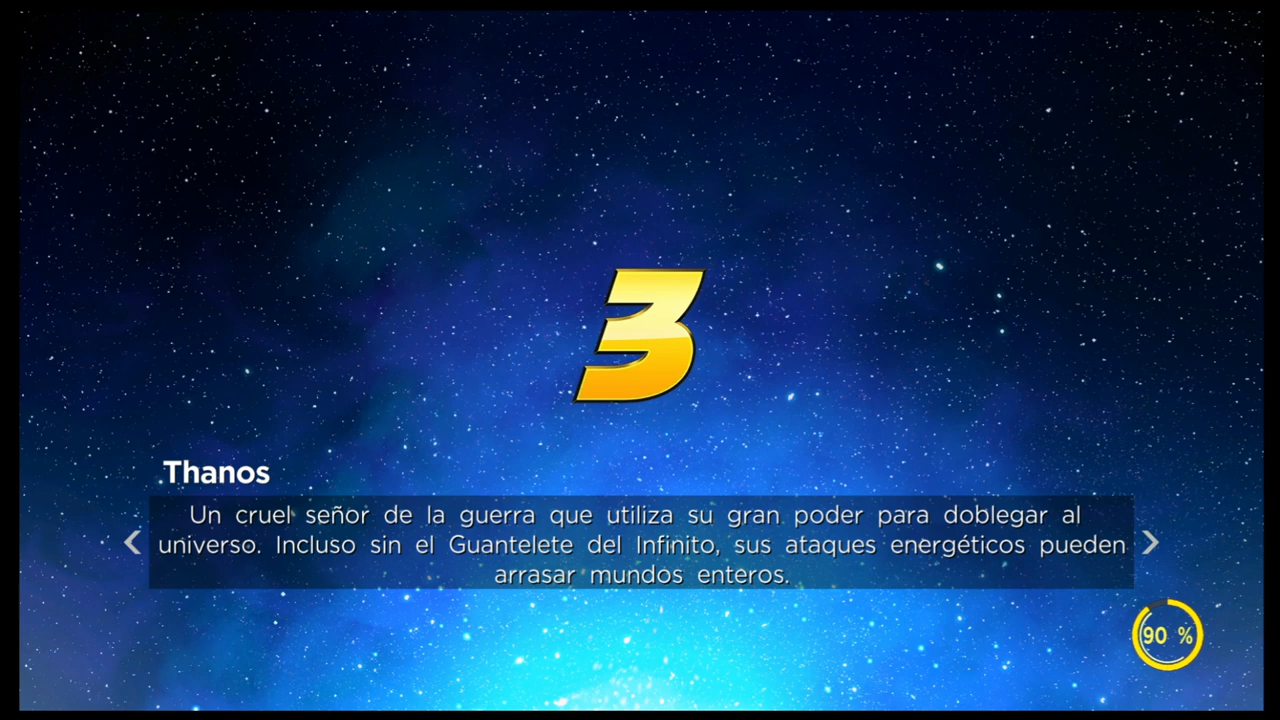 3
Thanos
Un cruel señor de la guerra que utiliza su gran poder para doblegar al
universo. Incluso sin el Guantelete del Infinito, sus ataques energéticos pueden
arrasar mundos enteros.
90 %